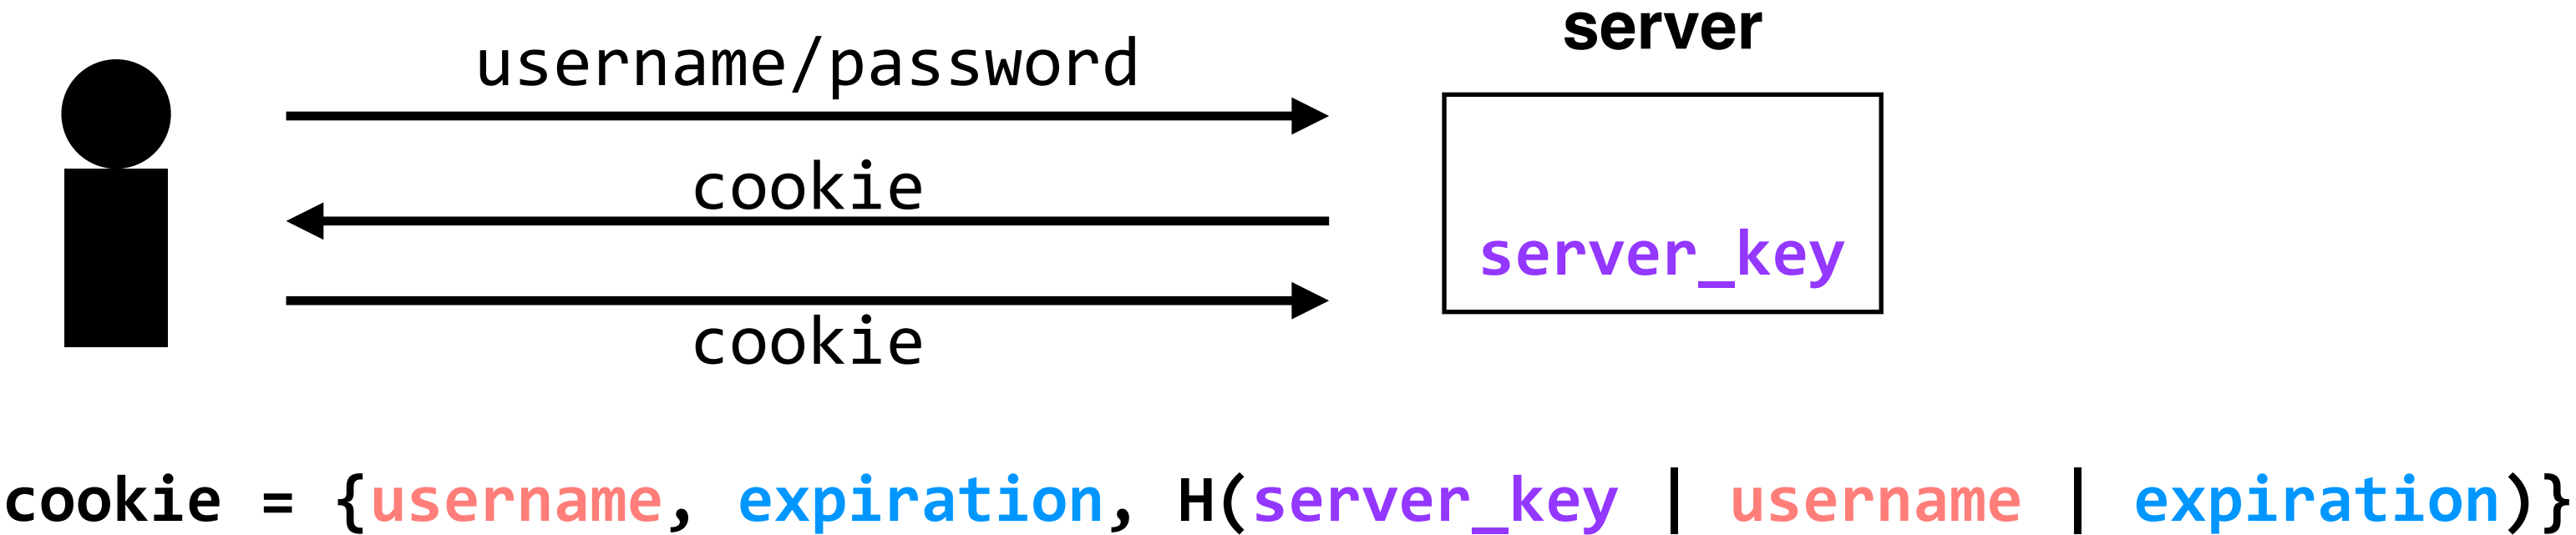 server
username/password
cookie
server_key
cookie
cookie = {username, expiration, H(server_key | username | expiration)}